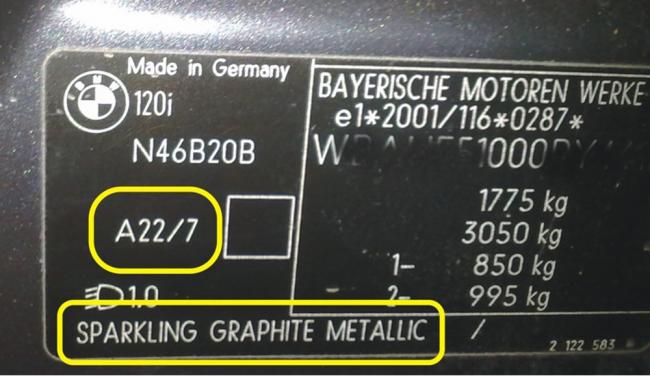 Made in Germany
BMW
120i
N46B20B
A22/7
1.0
SPARKLING GRAPHITE METALLIC /
BAYERISCHE MOTOREN WERKE
e1*2001/116*0287*
1775 kg
3050 kg
1- 850 kg
2- 995 kg
2 122 583